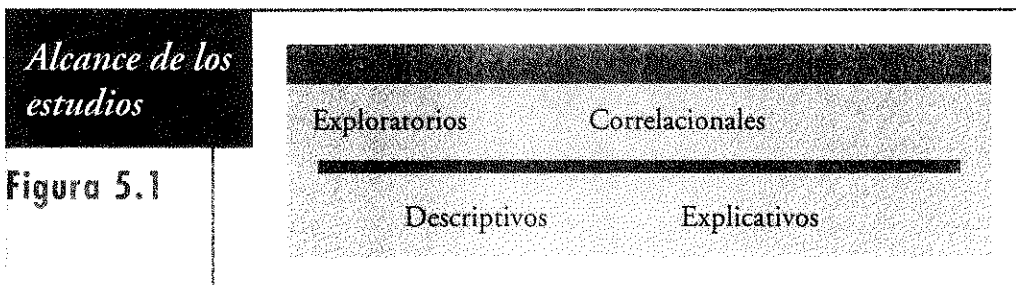 Alcance de los
estudios
Figura 5.1
Exploratorios Correlacionales
Descriptivos Explicativos